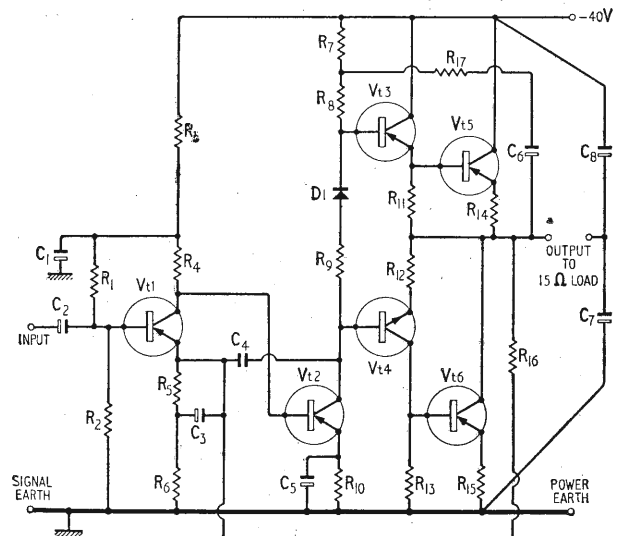 -40V
R7
R17
R8
Vt3
Vt5
C6
C8
D1
R11
R14
C1
R1
R4
R9
R12
OUTPUT
TO
15 Ω LOAD
C2
Vt1
INPUT
C4
Vt4
C7
R16
R5
Vt2
Vt6
R2
C3
SIGNAL
EARTH
R6
C5
R10
R13
R15
POWER
EARTH